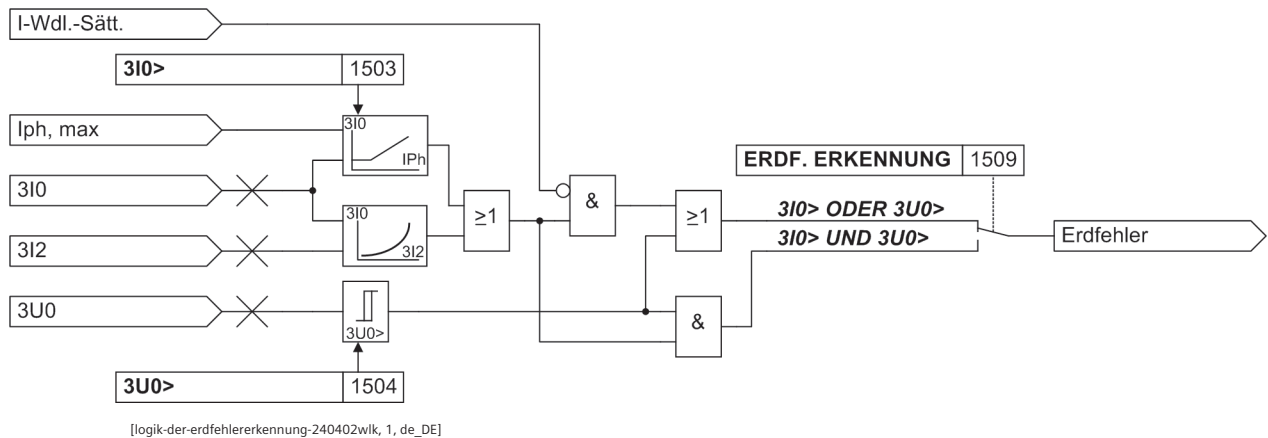 I-Wdl.-Sätt.
3I0> 1503
Iph, max
3I0
IPh
3I0
3I0
3I2
3I2
3U0
3U0>
3U0> 1504
≥1
&
≥1
&
ERDF. ERKENNUNG 1509
3I0> ODER 3U0>
3I0> UND 3U0>
Erdfehler
[logik-der-erdfehlererkennung-240402wlk, 1, de_DE]